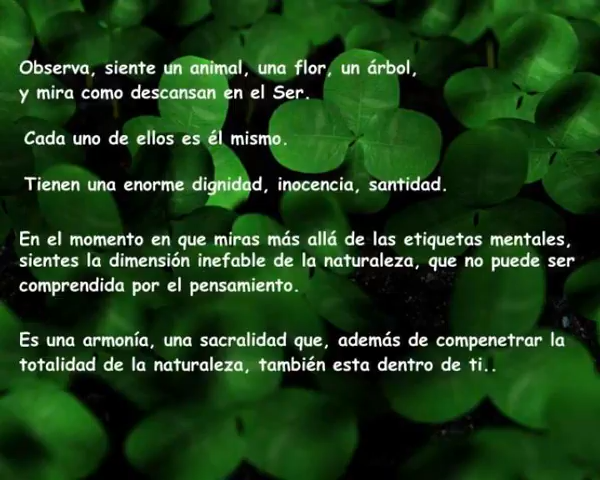 Observa, siente un animal, una flor, un árbol,
y mira como descansan en el Ser.
Cada uno de ellos es él mismo.
Tienen una enorme dignidad, inocencia, santidad.
En el momento en que miras más allá de las etiquetas mentales,
sientes la dimensión inefable de la naturaleza, que no puede ser
comprendida por el pensamiento.
Es una armonía, una sacralidad que, además de compenetrar la
totalidad de la naturaleza, también esta dentro de ti..